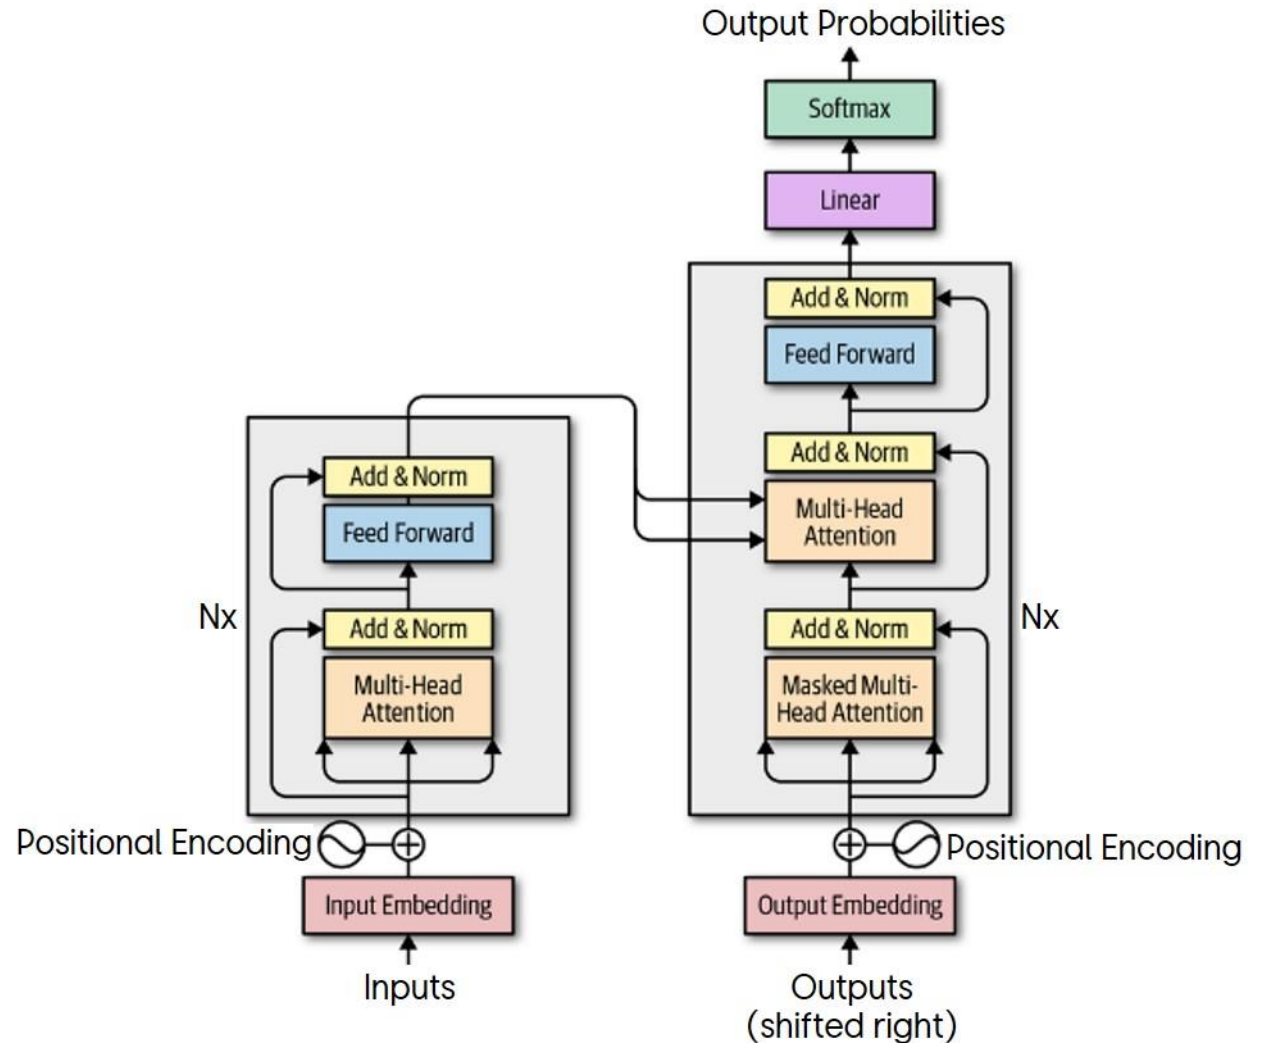 Output Probabilities
Softmax
Linear
Add & Norm
Feed Forward
Add & Norm
Multi-Head
Attention
Add & Norm
Masked Multi-
Head Attention
Nx
Positional Encoding
Output Embedding
Outputs
(shifted right)
Add & Norm
Feed Forward
Nx
Add & Norm
Multi-Head
Attention
Positional Encoding
Input Embedding
Inputs